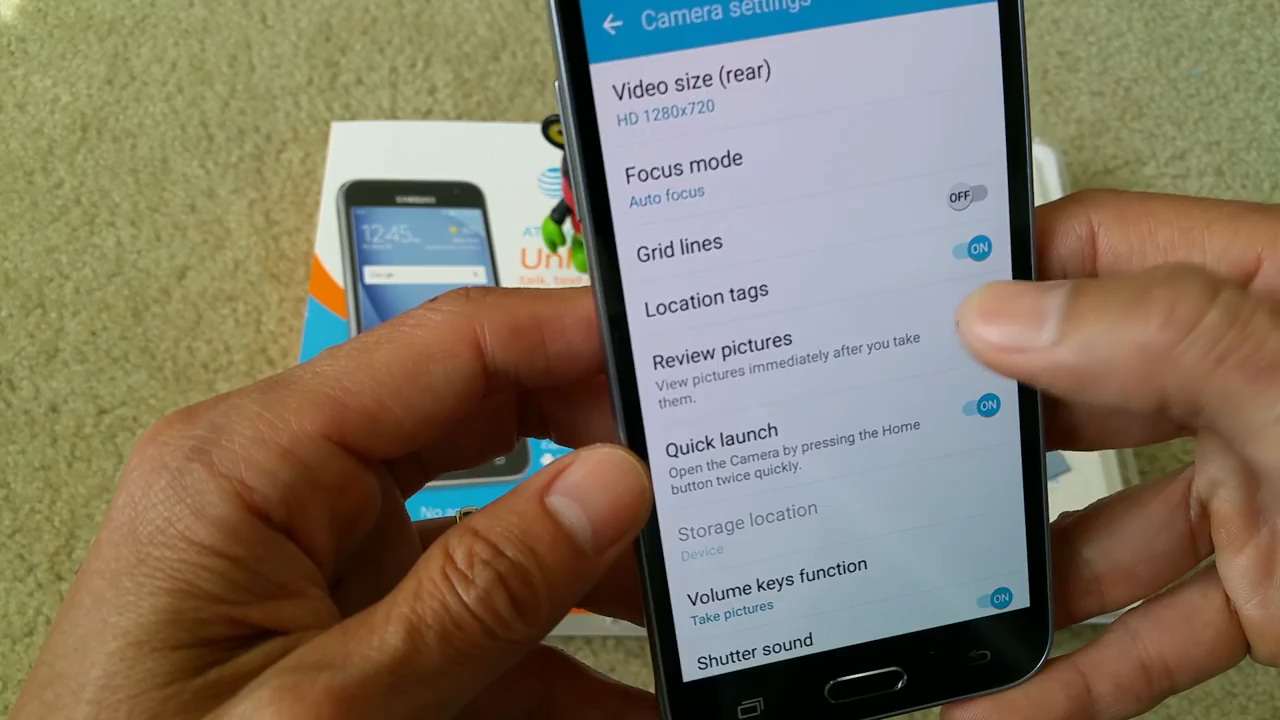 Camera settings
Video size (rear)
HD 1280x720
Focus mode
Auto focus
OFF
Grid lines
ON
Location tags
Review pictures
View pictures immediately after you take
them.
ON
Quick launch
Open the Camera by pressing the Home
button twice quickly.
Storage location
Device
Volume keys function
Take pictures
ON
Shutter sound
SAMSUNG
12:45
Google